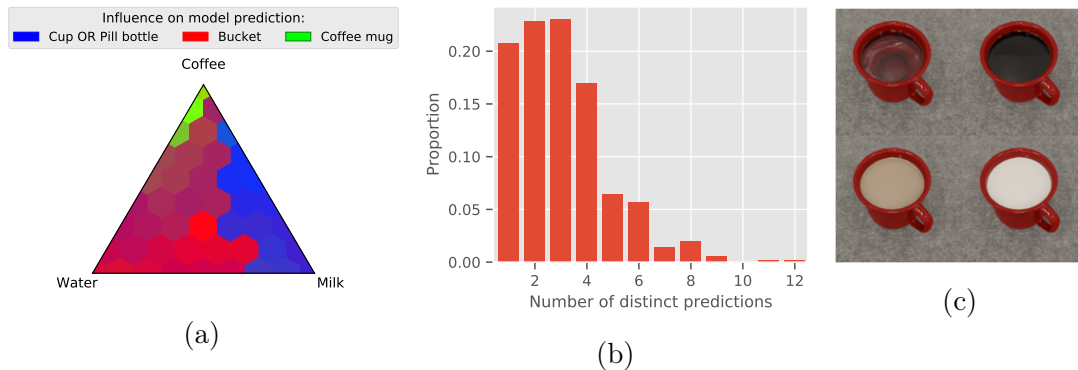 Influence on model prediction:
Cup OR Pill bottle Bucket Coffee mug
Coffee
Water
Milk
(a)
Proportion
0.20
0.15
0.10
0.05
0.00
2 4 6 8 10 12
Number of distinct predictions
(b)
(c)